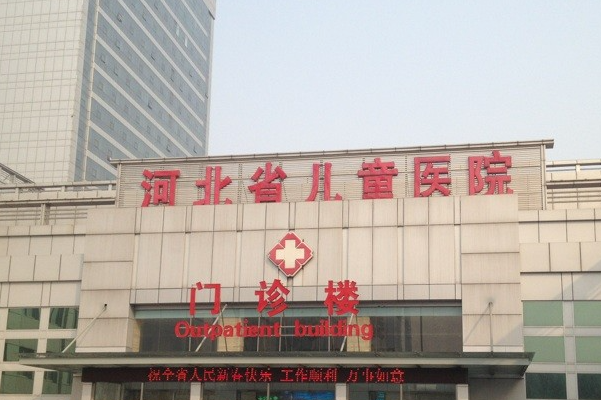 河北省儿童医院
门诊楼
Outpatient building
祝全省人民新春快乐 工作顺利 万事如意